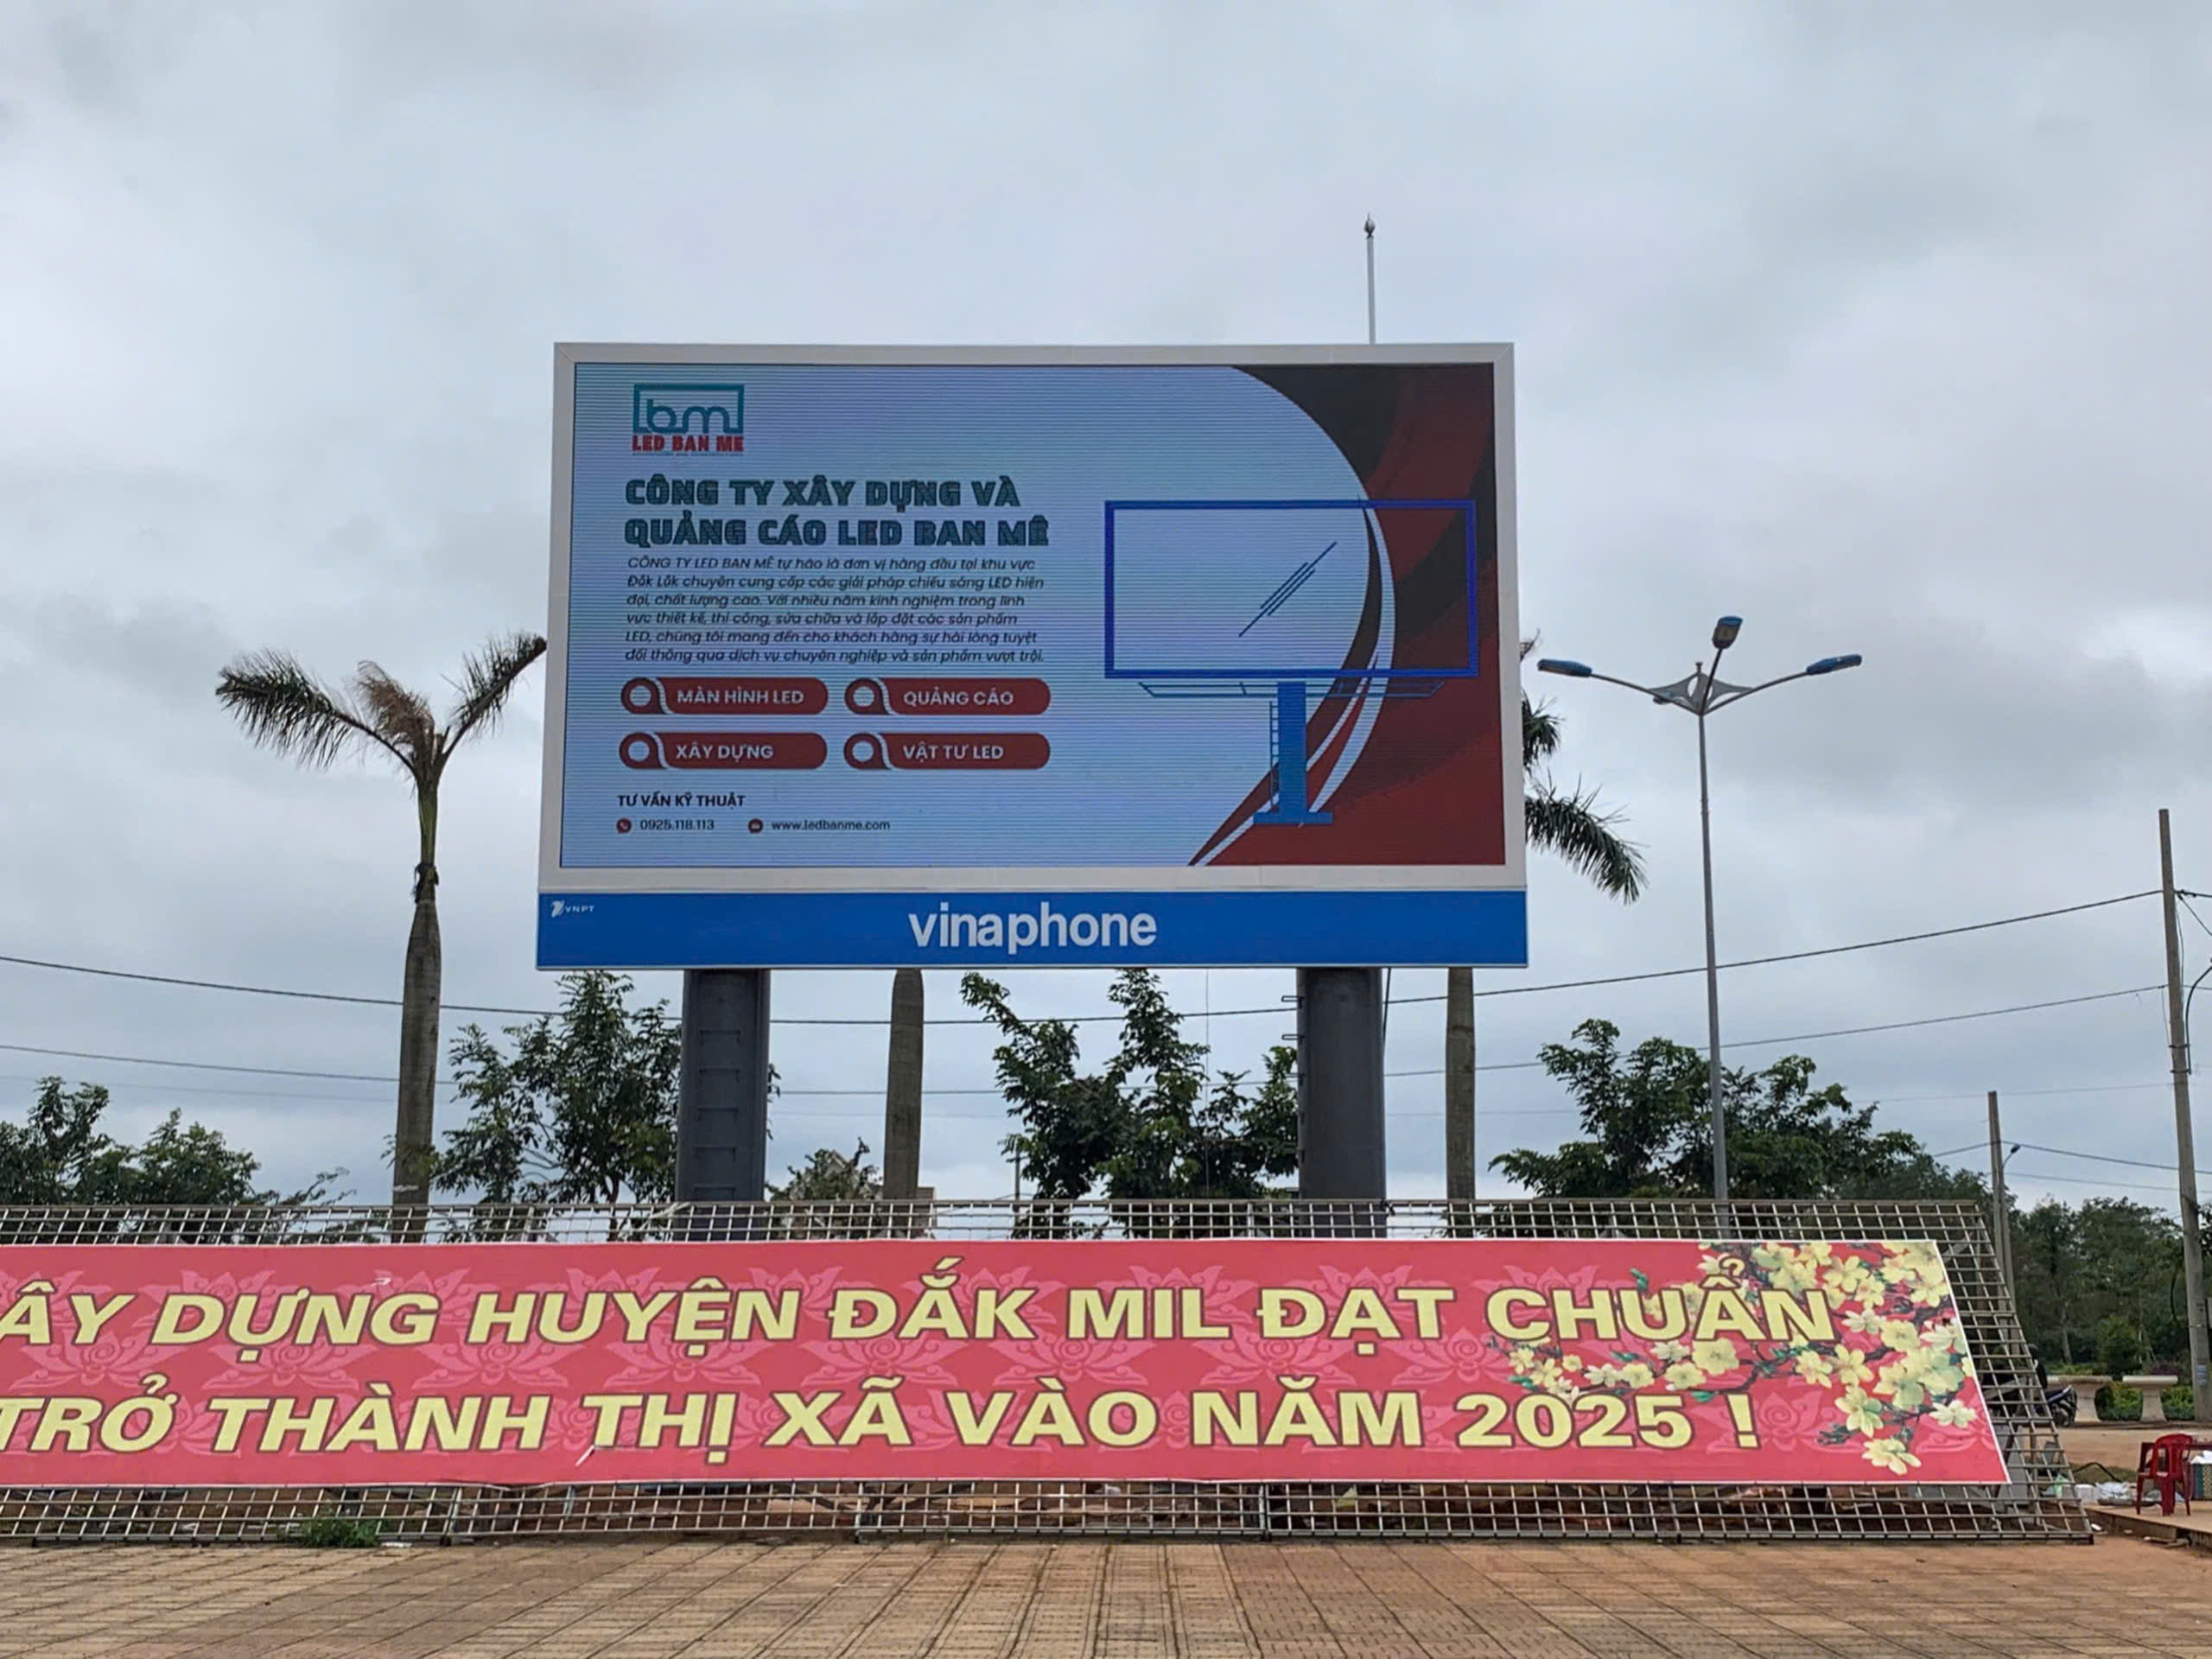 bm
LED BAN ME
CÔNG TY XÂY DỰNG VÀ
QUẢNG CÁO LED BAN MÊ
CÔNG TY LED BAN MÊ tự hào là đơn vị hàng đầu tại khu vực
Đắk Lắk chuyên cung cấp các giải pháp chiếu sáng LED hiện
đại, chất lượng cao. Với nhiều năm kinh nghiệm trong lĩnh
vực thiết kế, thi công, sửa chữa và lắp đặt các sản phẩm
LED, chúng tôi mang đến cho khách hàng sự hài lòng tuyệt
đối thông qua dịch vụ chuyên nghiệp và sản phẩm vượt trội.
MÀN HÌNH LED
QUẢNG CÁO
XÂY DỰNG
VẬT TƯ LED
TƯ VẤN KỸ THUẬT
0925.118.113
www.ledbanme.com
VNPT
vinaphone
ÂY DỰNG HUYỆN ĐẮK MIL ĐẠT CHUẨN
TRỞ THÀNH THỊ XÃ VÀO NĂM 2025 !